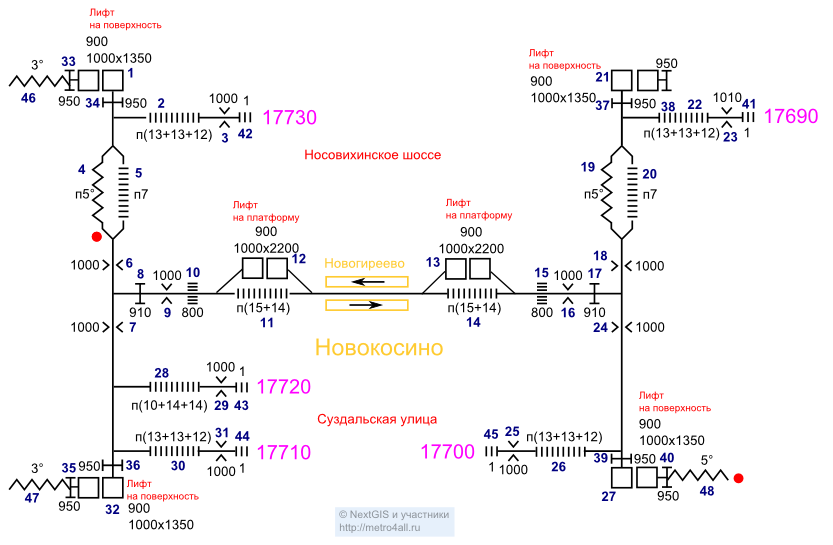 Лифт
на поверхность
900
1000x1350
3°
33
1
46
950
34
950
2
1000
1
17730
п(13+13+12)
3
42
Лифт
на поверхность
900
1000x1350
21
950
37
950
38
22
1010
41
17690
п(13+13+12)
23
1
Носовихинское шоссе
4
5
п5°
п7
19
20
п5°
п7
Лифт
на платформу
900
1000x2200
12
Лифт
на платформу
900
1000x2200
13
6
1000
8
1000
10
910
9
800
п(15+14)
11
Новогиреево
п(15+14)
14
15
1000
17
800
16
910
18
1000
1000
7
24
1000
Новокосино
28
1000
1
17720
п(10+14+14)
29
43
Суздальская улица
п(13+13+12)
31
44
17710
30
1000
1
3°
35
950
36
47
950
32
Лифт
на поверхность
900
1000x1350
17700
45
25
п(13+13+12)
1
1000
26
Лифт
на поверхность
900
1000x1350
39
950
40
5°
27
950
48
© NextGIS и участники
http://metro4all.ru